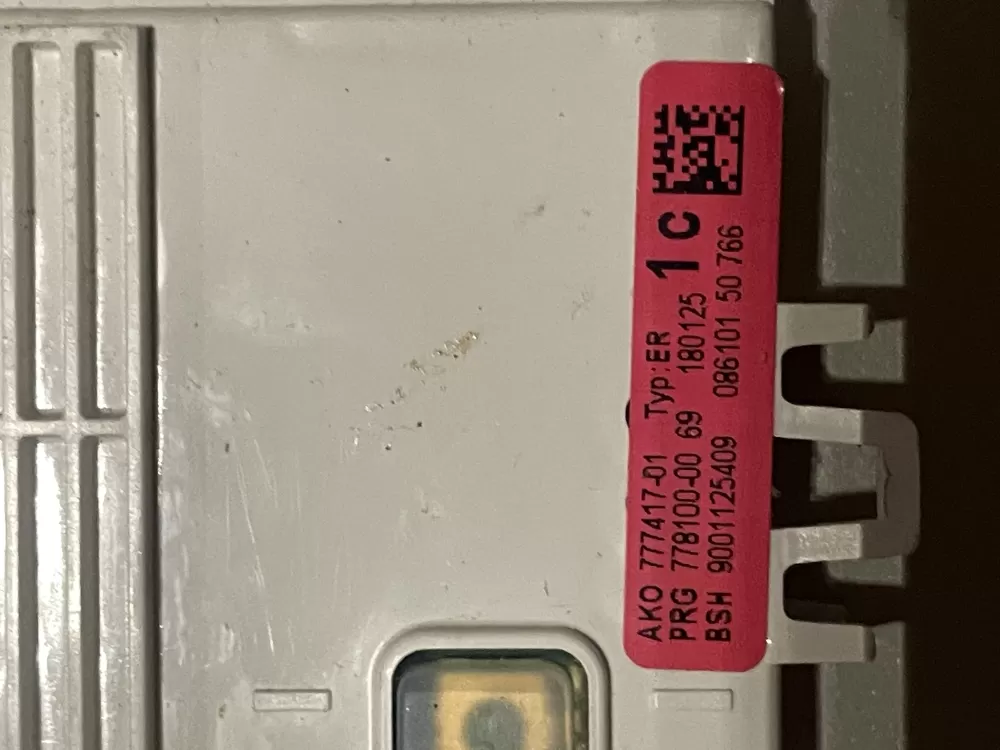 AKO 777417-01 Typ:ER 1 C
PRG 778100-00 69 180125
BSH 9001125409 086101 50 766